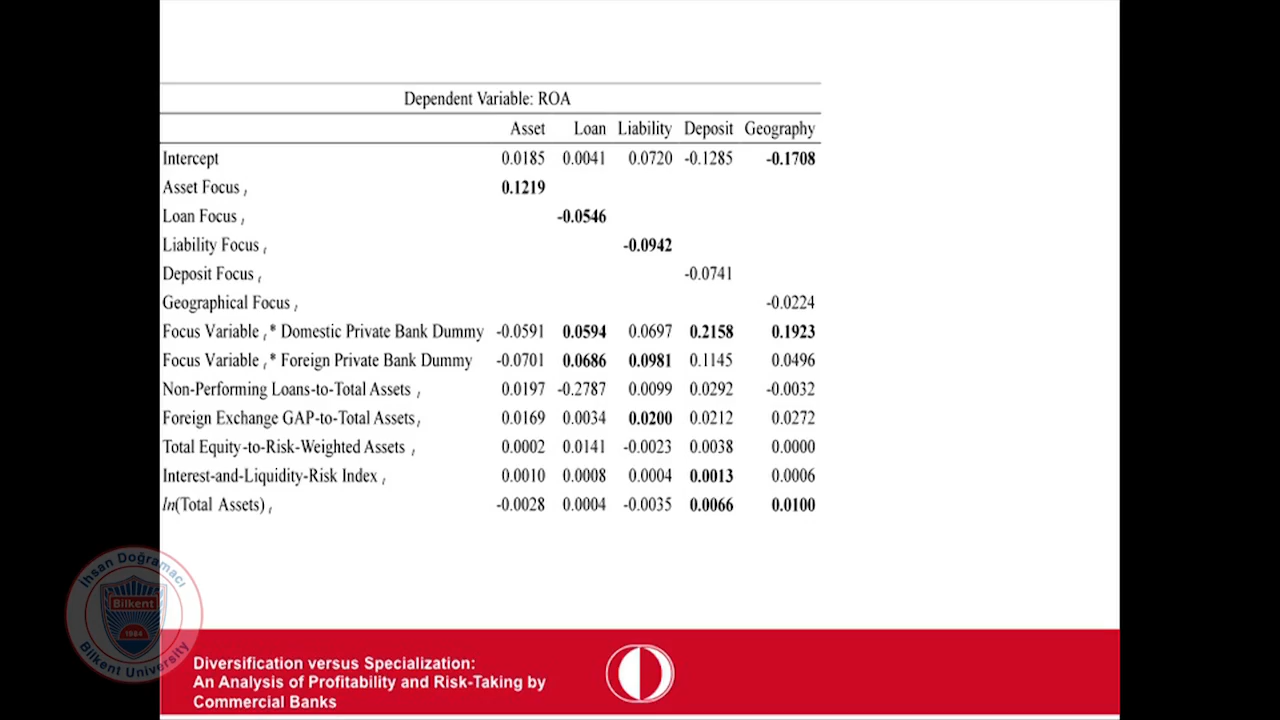 Dependent Variable: ROA
Asset Loan Liability Deposit Geography
Intercept 0.0185 0.0041 0.0720 -0.1285 -0.1708
Asset Focus t 0.1219
Loan Focus t -0.0546
Liability Focus t -0.0942
Deposit Focus t -0.0741
Geographical Focus t -0.0224
Focus Variable t * Domestic Private Bank Dummy -0.0591 0.0594 0.0697 0.2158 0.1923
Focus Variable t * Foreign Private Bank Dummy -0.0701 0.0686 0.0981 0.1145 0.0496
Non-Performing Loans-to-Total Assets t 0.0197 -0.2787 0.0099 0.0292 -0.0032
Foreign Exchange GAP-to-Total Assets t 0.0169 0.0034 0.0200 0.0212 0.0272
Total Equity-to-Risk-Weighted Assets t 0.0002 0.0141 -0.0023 0.0038 0.0000
Interest-and-Liquidity-Risk Index t 0.0010 0.0008 0.0004 0.0013 0.0006
ln(Total Assets) t -0.0028 0.0004 -0.0035 0.0066 0.0100
İhsan Doğramacı
Bilkent
1984
Bilkent University
Diversification versus Specialization:
An Analysis of Profitability and Risk-Taking by
Commercial Banks